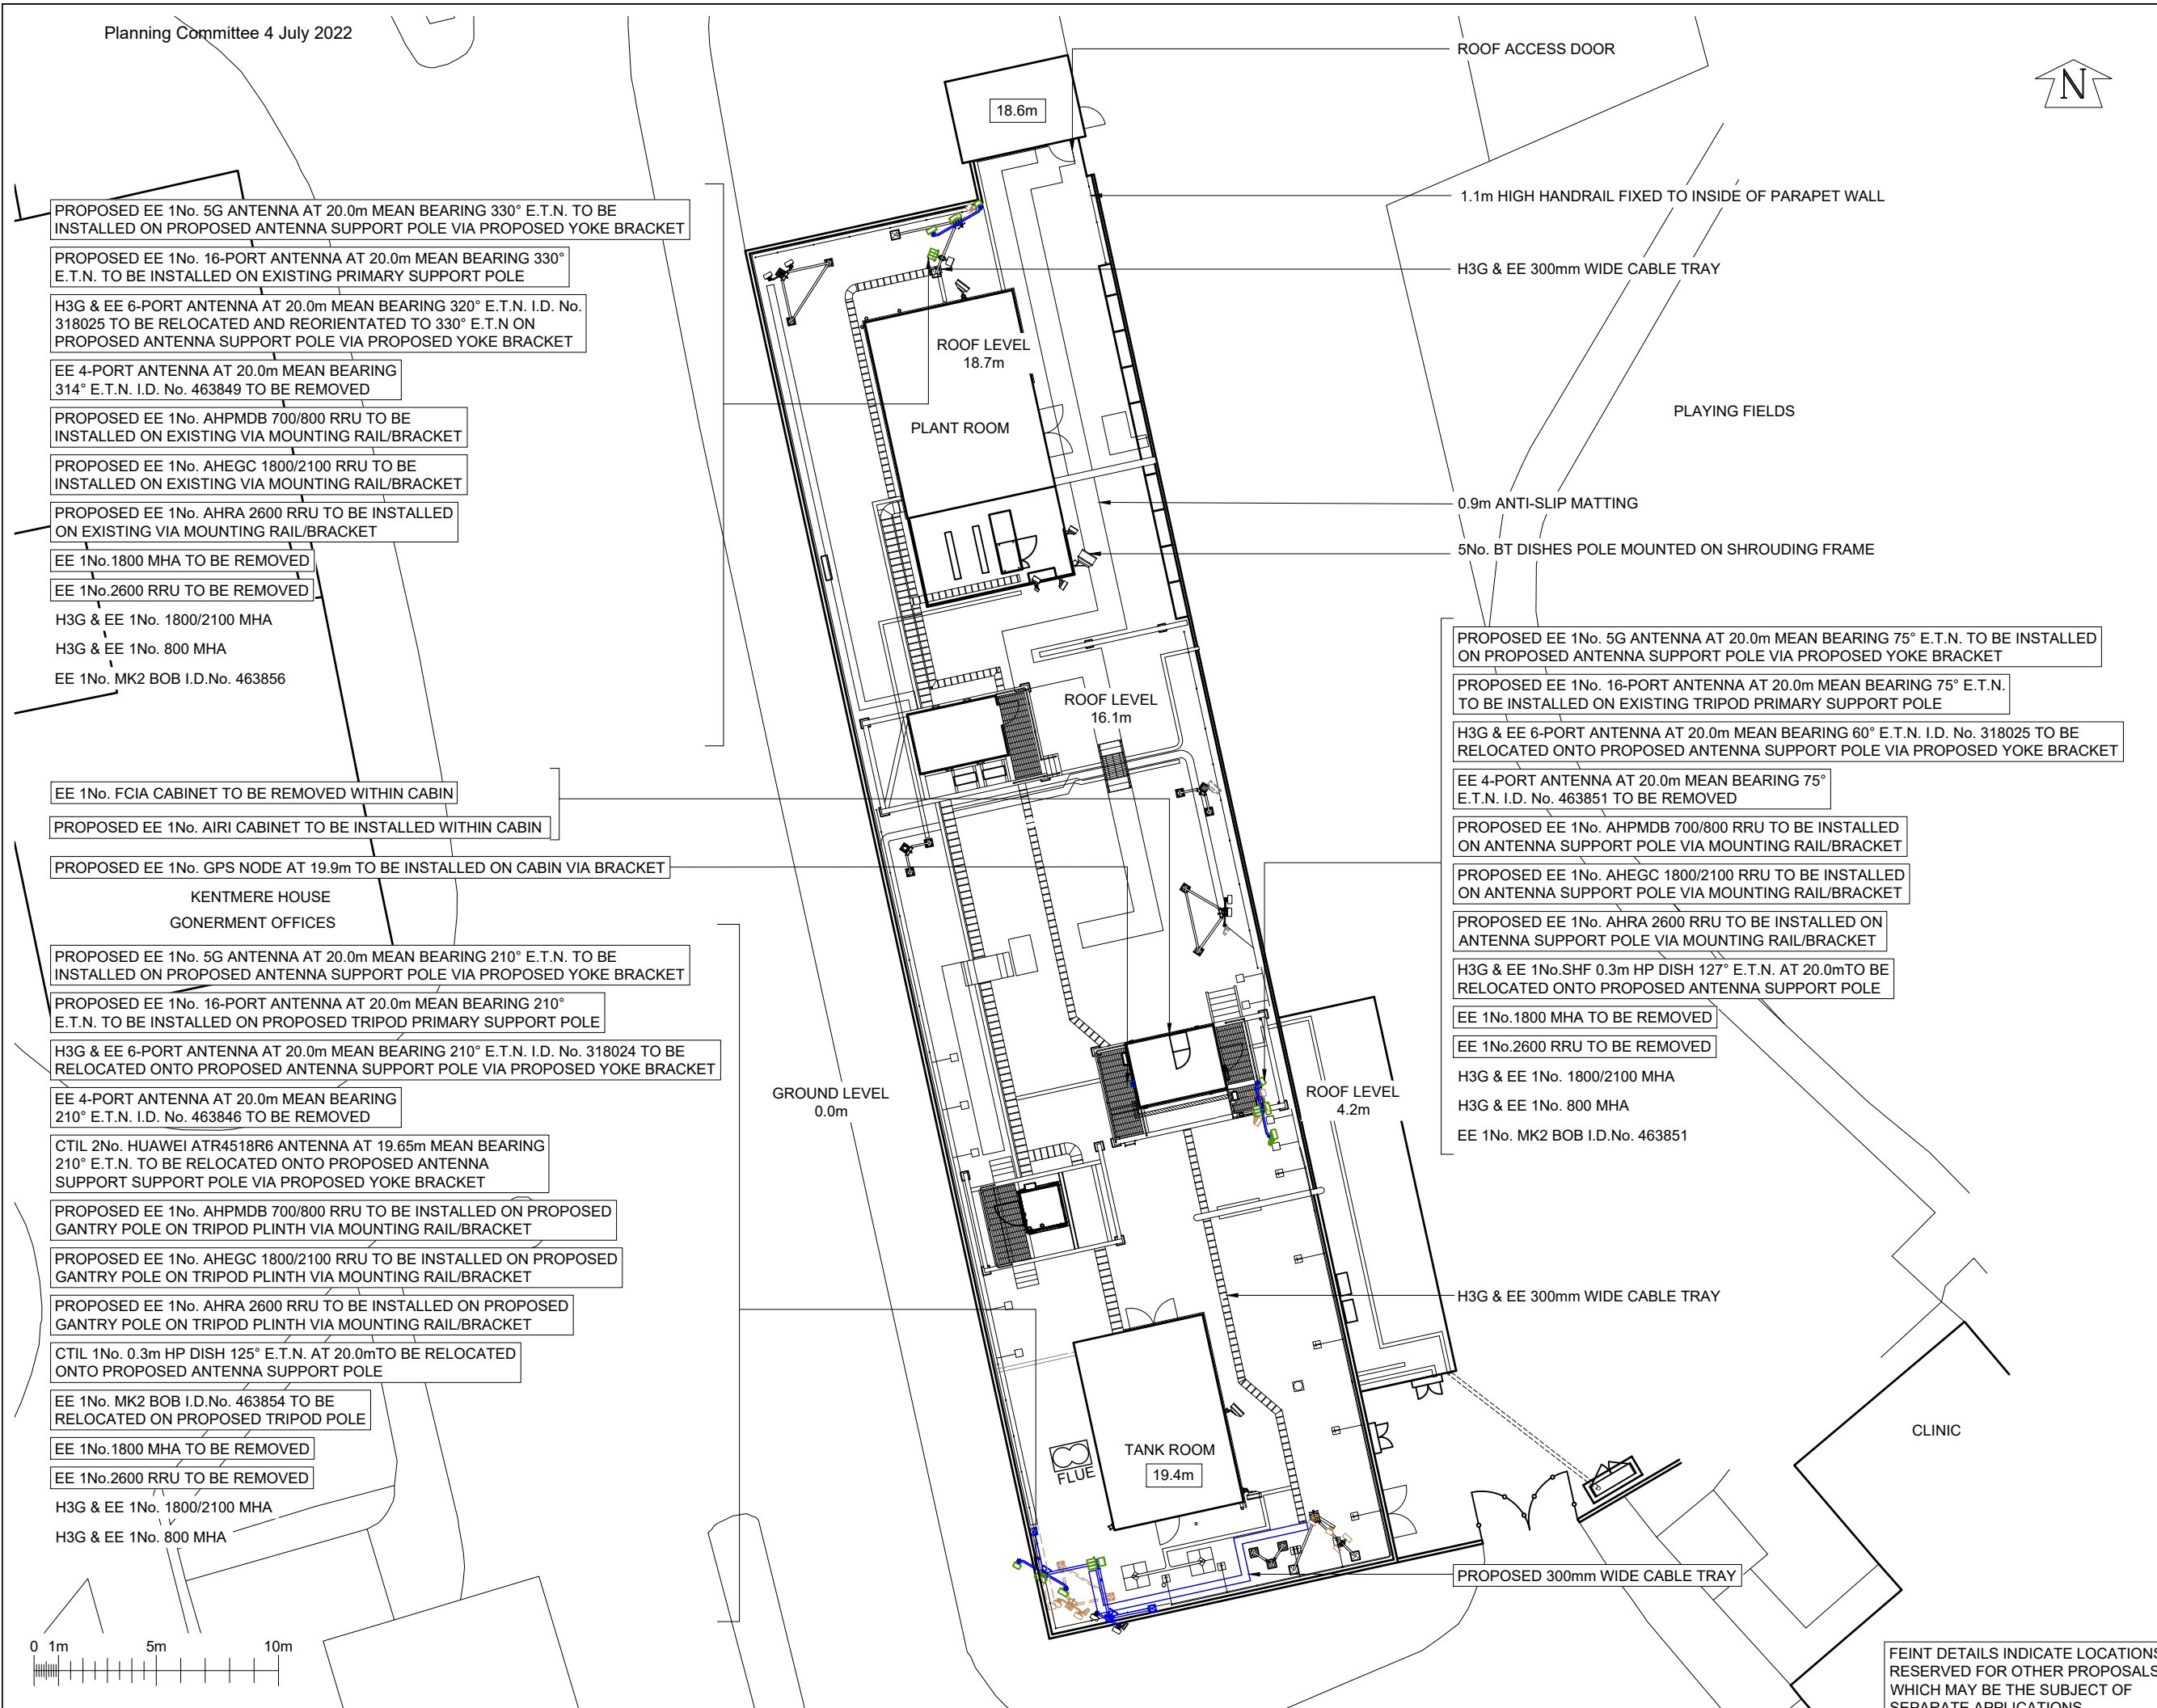 Planning Committee 4 July 2022
N
PROPOSED EE 1No. 5G ANTENNA AT 20.0m MEAN BEARING 330° E.T.N. TO BE
INSTALLED ON PROPOSED ANTENNA SUPPORT POLE VIA PROPOSED YOKE BRACKET
PROPOSED EE 1No. 16-PORT ANTENNA AT 20.0m MEAN BEARING 330°
E.T.N. TO BE INSTALLED ON EXISTING PRIMARY SUPPORT POLE
H3G & EE 6-PORT ANTENNA AT 20.0m MEAN BEARING 320° E.T.N. I.D. No.
318025 TO BE RELOCATED AND REORIENTATED TO 330° E.T.N ON
PROPOSED ANTENNA SUPPORT POLE VIA PROPOSED YOKE BRACKET
EE 4-PORT ANTENNA AT 20.0m MEAN BEARING
314° E.T.N. I.D. No. 463849 TO BE REMOVED
PROPOSED EE 1No. AHPMDB 700/800 RRU TO BE
INSTALLED ON EXISTING VIA MOUNTING RAIL/BRACKET
PROPOSED EE 1No. AHEGC 1800/2100 RRU TO BE
INSTALLED ON EXISTING VIA MOUNTING RAIL/BRACKET
PROPOSED EE 1No. AHRA 2600 RRU TO BE INSTALLED
ON EXISTING VIA MOUNTING RAIL/BRACKET
EE 1No.1800 MHA TO BE REMOVED
EE 1No.2600 RRU TO BE REMOVED
H3G & EE 1No. 1800/2100 MHA
H3G & EE 1No. 800 MHA
EE 1No. MK2 BOB I.D.No. 463856
EE 1No. FCIA CABINET TO BE REMOVED WITHIN CABIN
PROPOSED EE 1No. AIRI CABINET TO BE INSTALLED WITHIN CABIN
PROPOSED EE 1No. GPS NODE AT 19.9m TO BE INSTALLED ON CABIN VIA BRACKET
KENTMERE HOUSE
GONERMENT OFFICES
PROPOSED EE 1No. 5G ANTENNA AT 20.0m MEAN BEARING 210° E.T.N. TO BE
INSTALLED ON PROPOSED ANTENNA SUPPORT POLE VIA PROPOSED YOKE BRACKET
PROPOSED EE 1No. 16-PORT ANTENNA AT 20.0m MEAN BEARING 210°
E.T.N. TO BE INSTALLED ON PROPOSED TRIPOD PRIMARY SUPPORT POLE
H3G & EE 6-PORT ANTENNA AT 20.0m MEAN BEARING 210° E.T.N. I.D. No. 318024 TO BE
RELOCATED ONTO PROPOSED ANTENNA SUPPORT POLE VIA PROPOSED YOKE BRACKET
EE 4-PORT ANTENNA AT 20.0m MEAN BEARING
210° E.T.N. I.D. No. 463846 TO BE REMOVED
CTIL 2No. HUAWEI ATR4518R6 ANTENNA AT 19.65m MEAN BEARING
210° E.T.N. TO BE RELOCATED ONTO PROPOSED ANTENNA
SUPPORT SUPPORT POLE VIA PROPOSED YOKE BRACKET
PROPOSED EE 1No. AHPMDB 700/800 RRU TO BE INSTALLED ON PROPOSED
GANTRY POLE ON TRIPOD PLINTH VIA MOUNTING RAIL/BRACKET
PROPOSED EE 1No. AHEGC 1800/2100 RRU TO BE INSTALLED ON PROPOSED
GANTRY POLE ON TRIPOD PLINTH VIA MOUNTING RAIL/BRACKET
PROPOSED EE 1No. AHRA 2600 RRU TO BE INSTALLED ON PROPOSED
GANTRY POLE ON TRIPOD PLINTH VIA MOUNTING RAIL/BRACKET
CTIL 1No. 0.3m HP DISH 125° E.T.N. AT 20.0mTO BE RELOCATED
ONTO PROPOSED ANTENNA SUPPORT POLE
EE 1No. MK2 BOB I.D.No. 463854 TO BE
RELOCATED ON PROPOSED TRIPOD POLE
EE 1No.1800 MHA TO BE REMOVED
EE 1No.2600 RRU TO BE REMOVED
H3G & EE 1No. 1800/2100 MHA
H3G & EE 1No. 800 MHA
0 1m 5m 10m
18.6m
ROOF LEVEL
18.7m
PLANT ROOM
ROOF LEVEL
16.1m
GROUND LEVEL
0.0m
ROOF LEVEL
4.2m
TANK ROOM
19.4m
FLUE
ROOF ACCESS DOOR
1.1m HIGH HANDRAIL FIXED TO INSIDE OF PARAPET WALL
H3G & EE 300mm WIDE CABLE TRAY
PLAYING FIELDS
0.9m ANTI-SLIP MATTING
5No. BT DISHES POLE MOUNTED ON SHROUDING FRAME
PROPOSED EE 1No. 5G ANTENNA AT 20.0m MEAN BEARING 75° E.T.N. TO BE INSTALLED
ON PROPOSED ANTENNA SUPPORT POLE VIA PROPOSED YOKE BRACKET
PROPOSED EE 1No. 16-PORT ANTENNA AT 20.0m MEAN BEARING 75° E.T.N.
TO BE INSTALLED ON EXISTING TRIPOD PRIMARY SUPPORT POLE
H3G & EE 6-PORT ANTENNA AT 20.0m MEAN BEARING 60° E.T.N. I.D. No. 318025 TO BE
RELOCATED ONTO PROPOSED ANTENNA SUPPORT POLE VIA PROPOSED YOKE BRACKET
EE 4-PORT ANTENNA AT 20.0m MEAN BEARING 75°
E.T.N. I.D. No. 463851 TO BE REMOVED
PROPOSED EE 1No. AHPMDB 700/800 RRU TO BE INSTALLED
ON ANTENNA SUPPORT POLE VIA MOUNTING RAIL/BRACKET
PROPOSED EE 1No. AHEGC 1800/2100 RRU TO BE INSTALLED
ON ANTENNA SUPPORT POLE VIA MOUNTING RAIL/BRACKET
PROPOSED EE 1No. AHRA 2600 RRU TO BE INSTALLED ON
ANTENNA SUPPORT POLE VIA MOUNTING RAIL/BRACKET
H3G & EE 1No.SHF 0.3m HP DISH 127° E.T.N. AT 20.0mTO BE
RELOCATED ONTO PROPOSED ANTENNA SUPPORT POLE
EE 1No.1800 MHA TO BE REMOVED
EE 1No.2600 RRU TO BE REMOVED
H3G & EE 1No. 1800/2100 MHA
H3G & EE 1No. 800 MHA
EE 1No. MK2 BOB I.D.No. 463851
H3G & EE 300mm WIDE CABLE TRAY
CLINIC
PROPOSED 300mm WIDE CABLE TRAY
FEINT DETAILS INDICATE LOCATIONS
RESERVED FOR OTHER PROPOSALS
WHICH MAY BE THE SUBJECT OF
SEPARATE APPLICATIONS